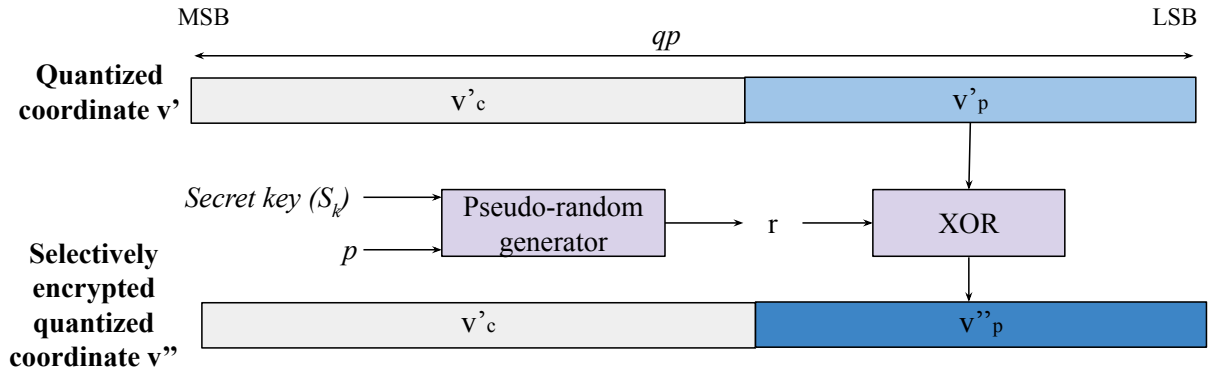 MSB
LSB
qp
Quantized
coordinate v’
v’c
v’p
Secret key (Sk)
p
Pseudo-random
generator
r
XOR
Selectively
encrypted
quantized
coordinate v”
v’c
v”p